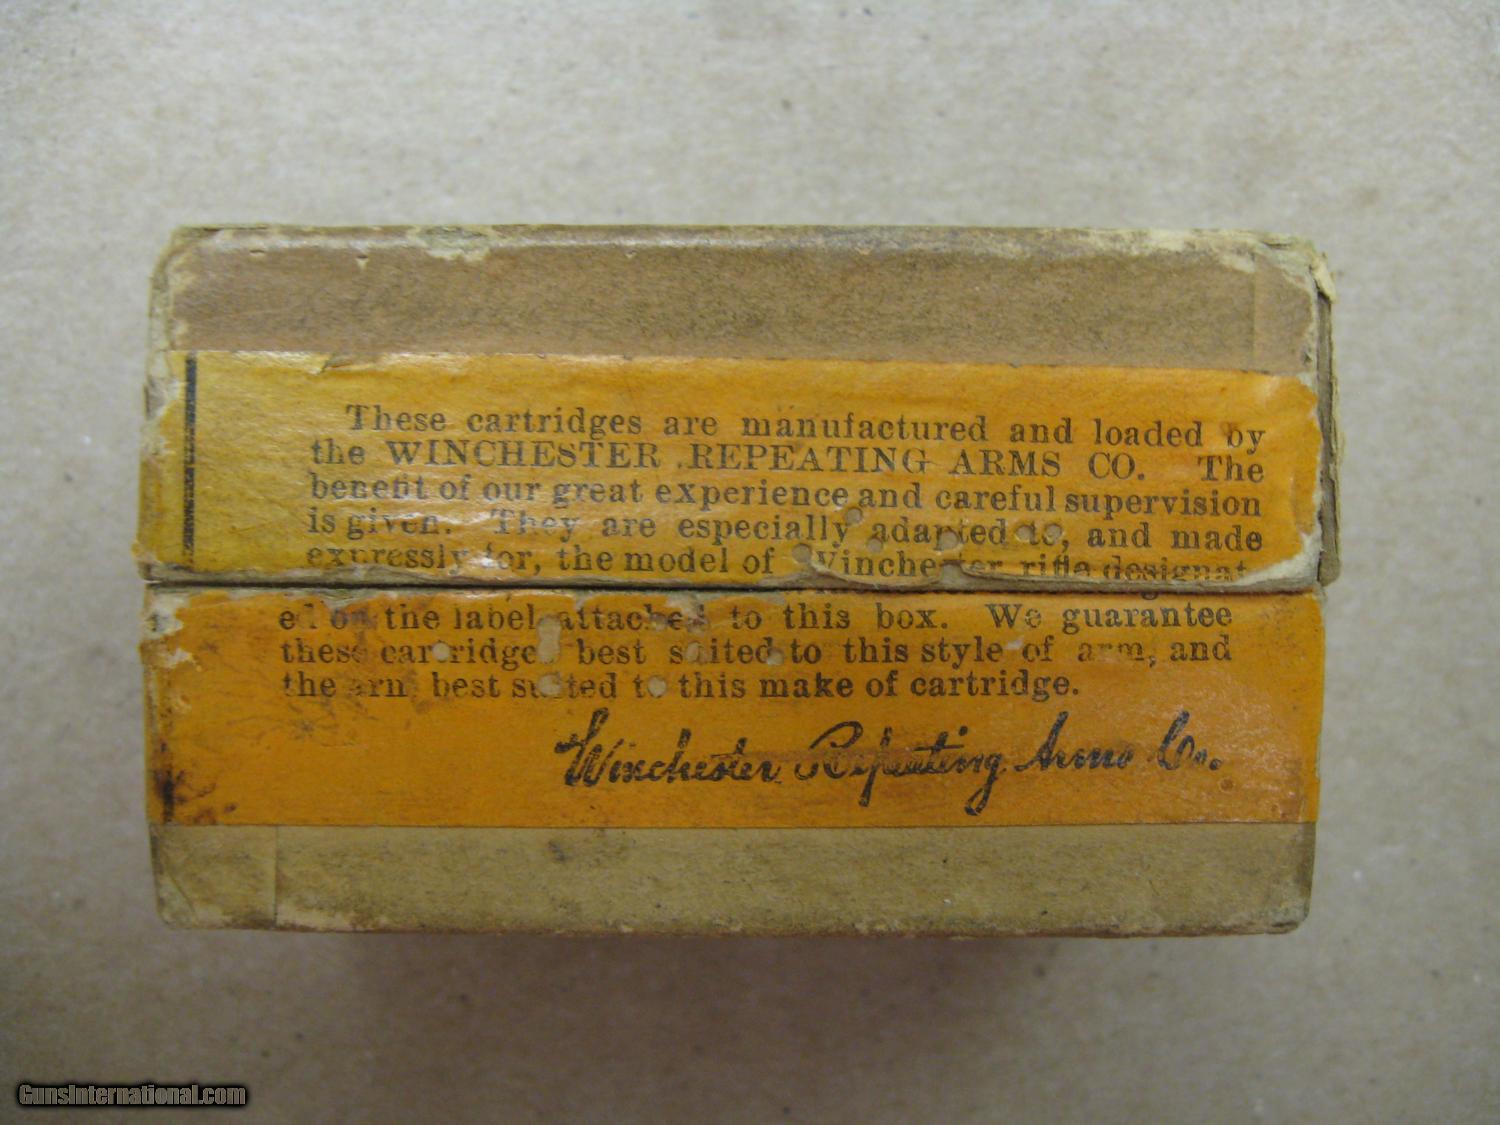 These cartridges are manufactured and loaded by
the WINCHESTER REPEATING ARMS CO. The
benefit of our great experience and careful supervision
is given. They are especially adapted to, and made
expressly for, the model of Winchester rifle designat
ed on the label attached to this box. We guarantee
these cartridges best suited to this style of arm, and
the arm best suited to this make of cartridge.
Winchester Repeating Arms Co.
GunsInternational.com